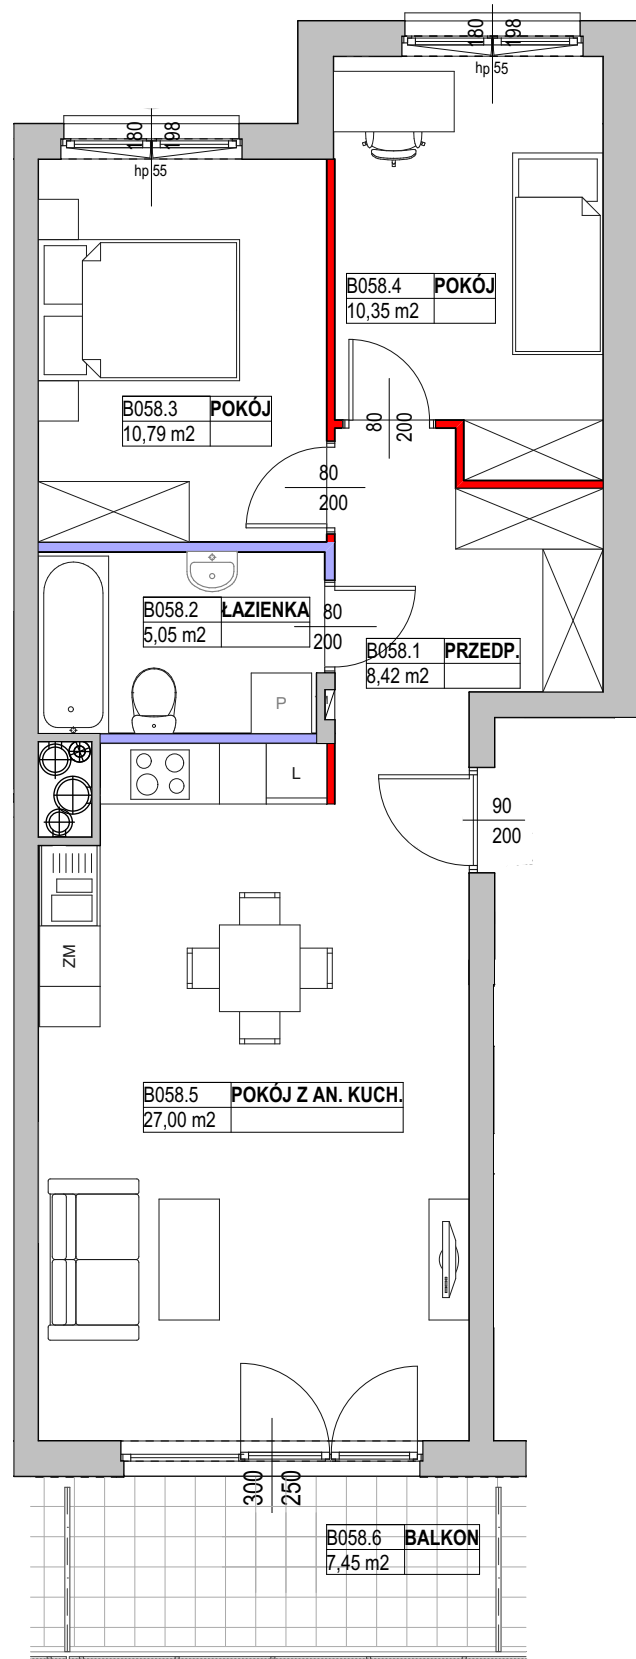 180
198
hp 55
180
198
hp 55
B058.4 POKÓJ
10,35 m2
B058.3 POKÓJ
10,79 m2
80
200
80
200
B058.2 ŁAZIENKA
5,05 m2
80
200
B058.1 PRZEDP.
8,42 m2
P
L
90
200
ZM
B058.5 POKÓJ Z AN. KUCH.
27,00 m2
300
250
B058.6 BALKON
7,45 m2